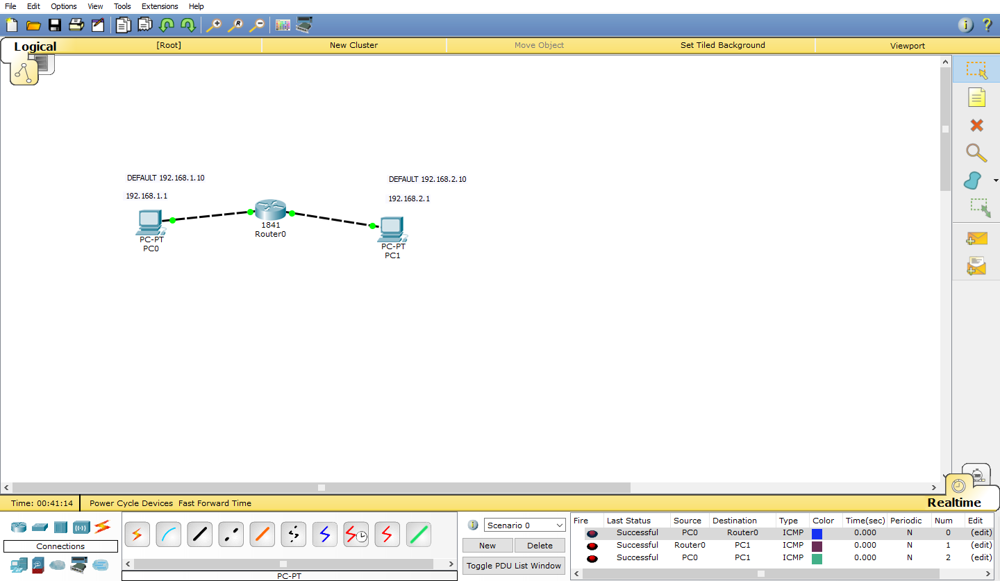 File Edit Options View Tools Extensions Help
Logical [Root] New Cluster Move Object Set Tiled Background Viewport
DEFAULT 192.168.1.10
192.168.1.1
DEFAULT 192.168.2.10
192.168.2.1
PC-PT
PC0
1841
Router0
PC-PT
PC1
Time: 00:41:14 Power Cycle Devices Fast Forward Time Realtime
Connections
PC-PT
Scenario 0
New Delete
Toggle PDU List Window
Fire Last Status Source Destination Type Color Time(sec) Periodic Num Edit
Successful PC0 Router0 ICMP 0.000 N 0 (edit)
Successful Router0 PC1 ICMP 0.000 N 1 (edit)
Successful PC0 PC1 ICMP 0.000 N 2 (edit)